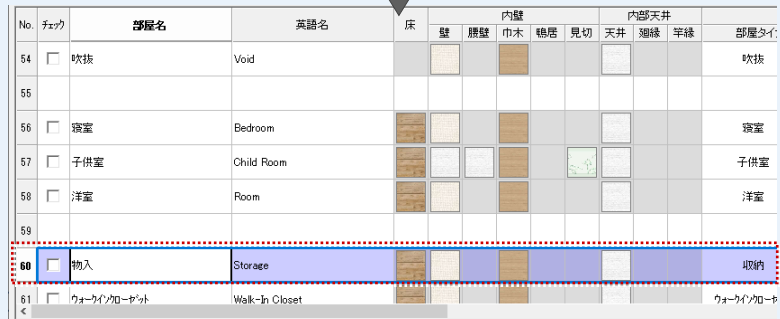 No. チェック 部屋名 英語名 床 内壁 内部天井
壁 腰壁 巾木 鴨居 見切 天井 廻縁 竿縁 部屋タイ
54 吹抜 Void 吹抜
55
56 寝室 Bedroom 寝室
57 子供室 Child Room 子供室
58 洋室 Room 洋室
59
60 物入 Storage 収納
61 ウォークインクローゼット Walk-In Closet ウォークインクローゼ